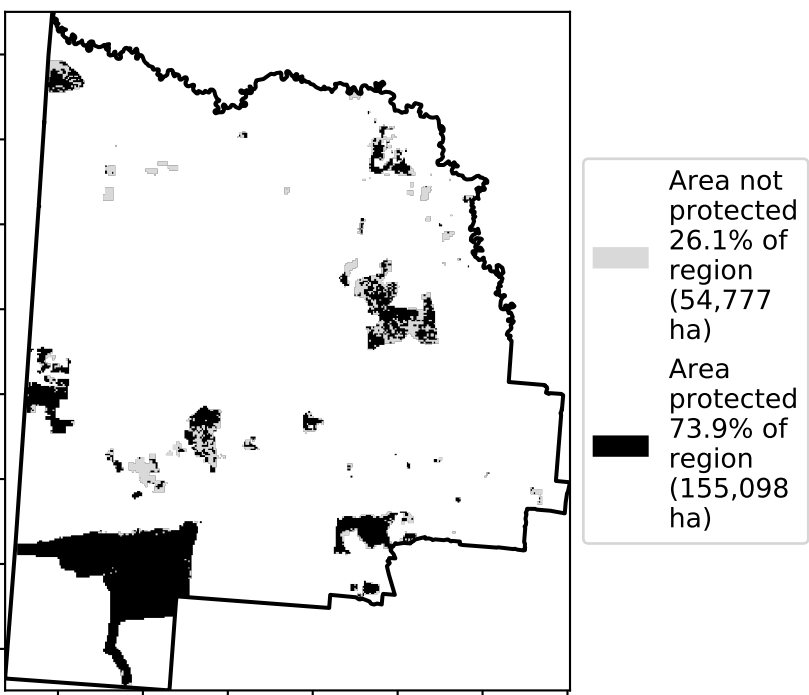 Area not
protected
26.1% of
region
(54,777
ha)
Area
protected
73.9% of
region
(155,098
ha)